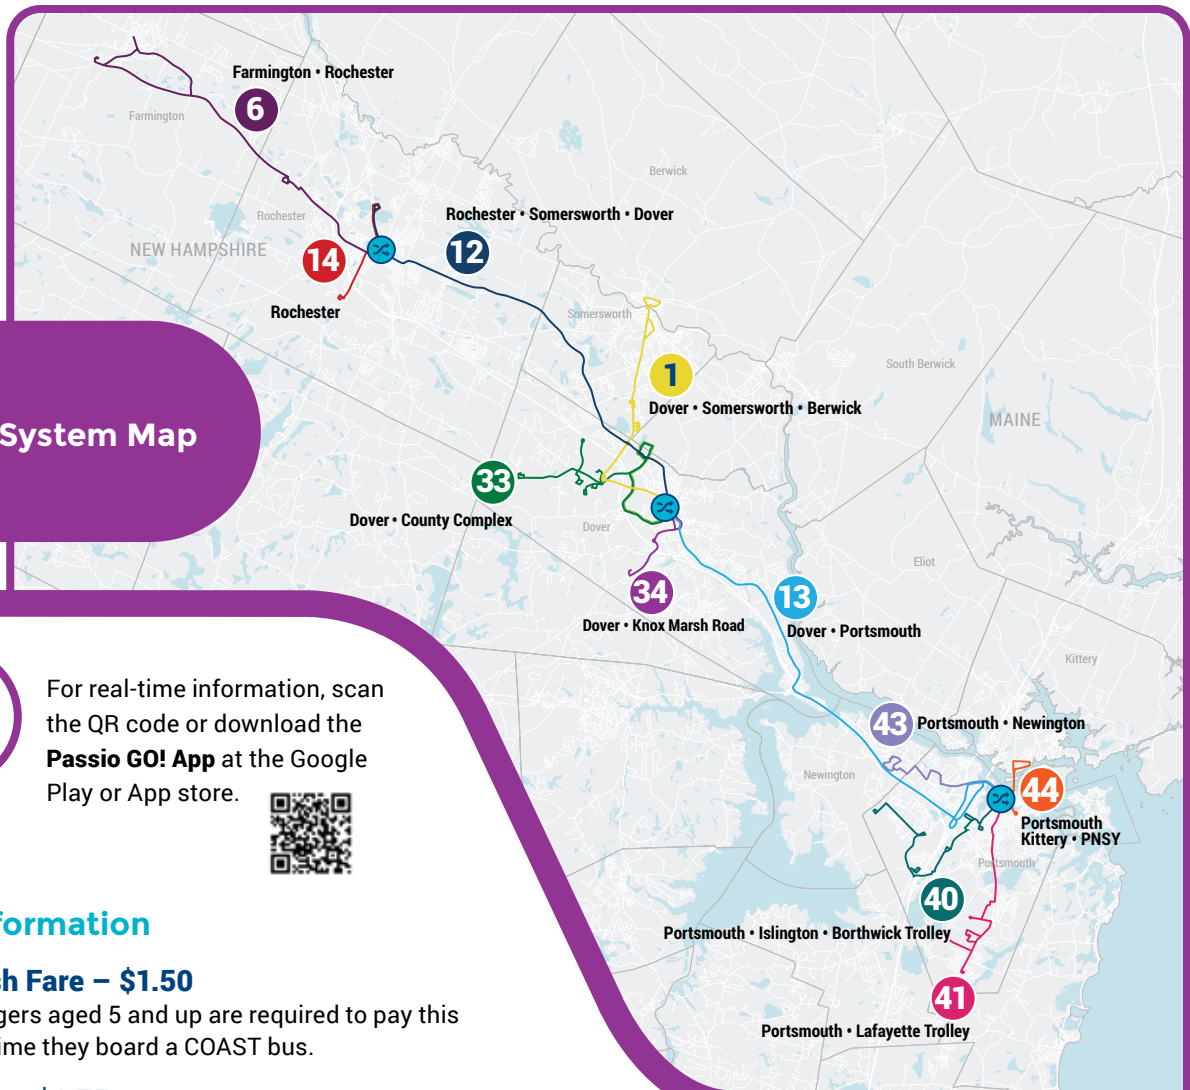 Farmington • Rochester
6
Farmington
Berwick
Rochester
Rochester • Somersworth • Dover
NEW HAMPSHIRE
14
12
Rochester
Somersworth
1
South Berwick
Dover • Somersworth • Berwick
MAINE
System Map
33
Dover • County Complex
Dover
Eliot
34
13
Dover • Knox Marsh Road
Dover • Portsmouth
Kittery
43
Portsmouth • Newington
Newington
44
Portsmouth
Kittery • PNSY
Portsmouth
40
Portsmouth • Islington • Borthwick Trolley
41
Portsmouth • Lafayette Trolley
For real-time information, scan
the QR code or download the
Passio GO! App at the Google
Play or App store.
formation
sh Fare – $1.50
gers aged 5 and up are required to pay this
ime they board a COAST bus.